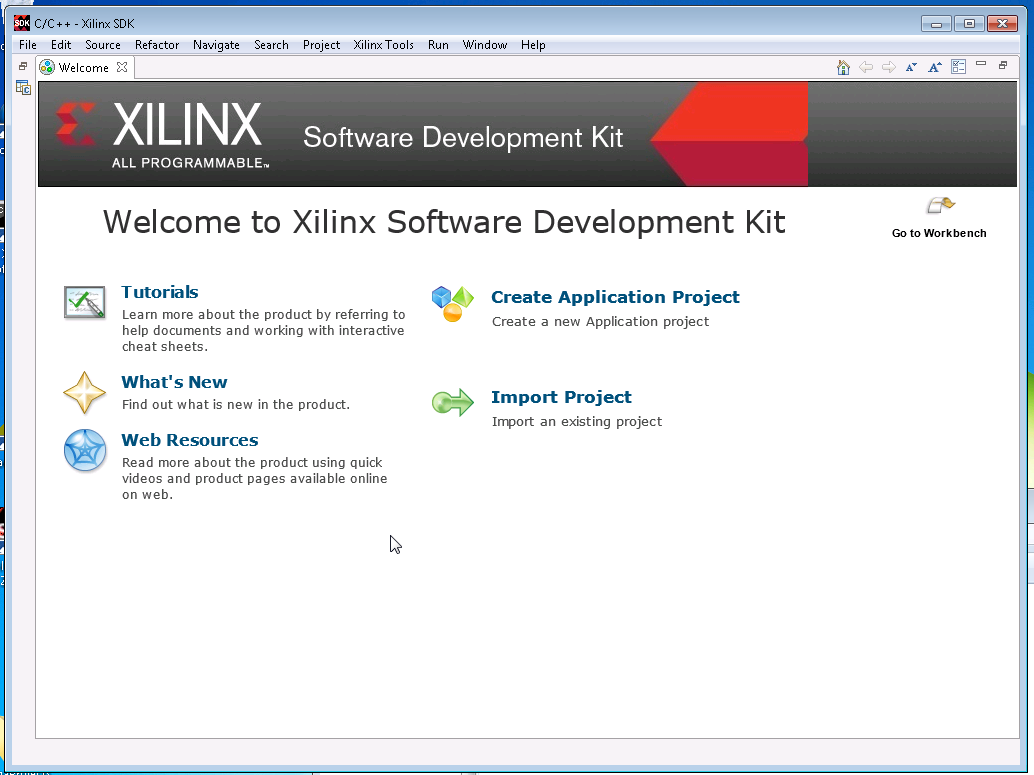 C/C++ - Xilinx SDK
File Edit Source Refactor Navigate Search Project Xilinx Tools Run Window Help
Welcome
XILINX
ALL PROGRAMMABLE™
Software Development Kit
Welcome to Xilinx Software Development Kit
Go to Workbench
Tutorials
Learn more about the product by referring to
help documents and working with interactive
cheat sheets.
What's New
Find out what is new in the product.
Web Resources
Read more about the product using quick
videos and product pages available online
on web.
Create Application Project
Create a new Application project
Import Project
Import an existing project